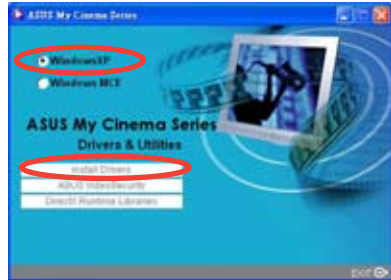 ASUS My Cinema Series
WindowsXP
Windows MCE
ASUS My Cinema Series
Drivers & Utilities
Install Drivers
ASUS VideoSecurity
DirectX Runtime Libraries
EXIT